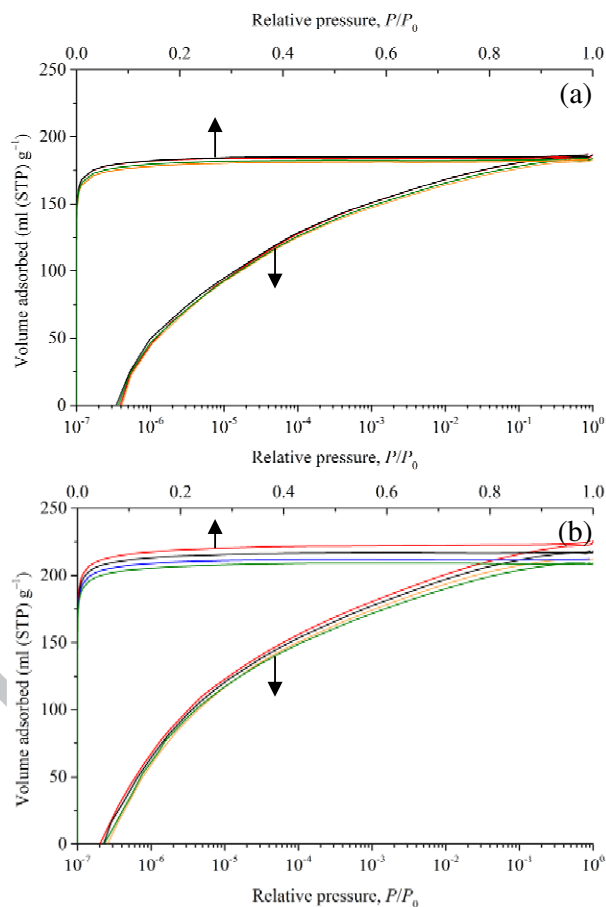 Relative pressure, P/P₀
0.0 0.2 0.4 0.6 0.8 1.0
(a)
250
200
150
100
50
0
Volume adsorbed (ml (STP) g⁻¹)
10⁻⁷ 10⁻⁶ 10⁻⁵ 10⁻⁴ 10⁻³ 10⁻² 10⁻¹ 10⁰
Relative pressure, P/P₀
0.0 0.2 0.4 0.6 0.8 1.0
(b)
250
200
150
100
50
0
Volume adsorbed (ml (STP) g⁻¹)
10⁻⁷ 10⁻⁶ 10⁻⁵ 10⁻⁴ 10⁻³ 10⁻² 10⁻¹ 10⁰
Relative pressure, P/P₀